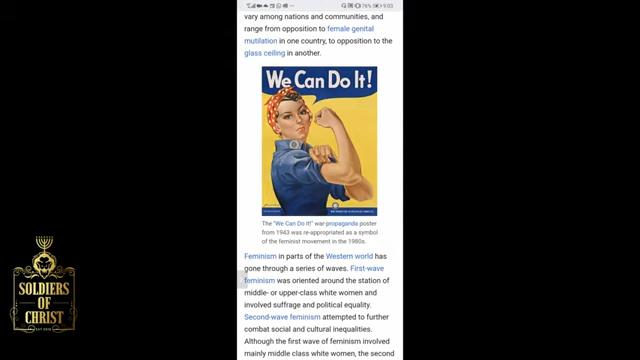 9:03
76%
vary among nations and communities, and
range from opposition to female genital
mutilation in one country, to opposition to the
glass ceiling in another.
We Can Do It!
The "We Can Do It!" war-propaganda poster
from 1943 was re-appropriated as a symbol
of the feminist movement in the 1980s.
Feminism in parts of the Western world has
gone through a series of waves. First-wave
feminism was oriented around the station of
middle- or upper-class white women and
involved suffrage and political equality.
Second-wave feminism attempted to further
combat social and cultural inequalities.
Although the first wave of feminism involved
mainly middle class white women, the second
SOLDIERS
OF
CHRIST